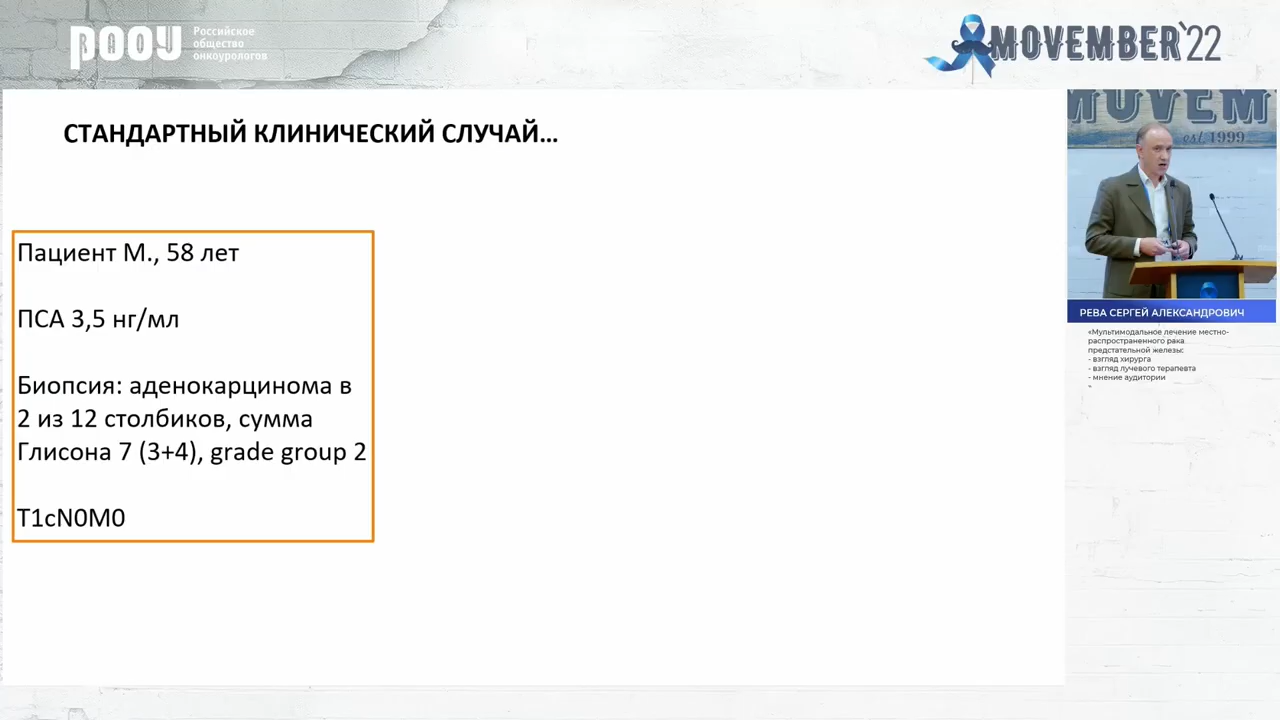 РООУ
Российское
общество
онкоурологов
MOVEMBER'22
СТАНДАРТНЫЙ КЛИНИЧЕСКИЙ СЛУЧАЙ...
Пациент М., 58 лет
ПСА 3,5 нг/мл
Биопсия: аденокарцинома в
2 из 12 столбиков, сумма
Глисона 7 (3+4), grade group 2
T1cN0M0
MOVEM
est. 1999
РЕВА СЕРГЕЙ АЛЕКСАНДРОВИЧ
«Мультимодальное лечение местно-
распространенного рака
предстательной железы:
- взгляд хирурга
- взгляд лучевого терапевта
- мнение аудитории
»